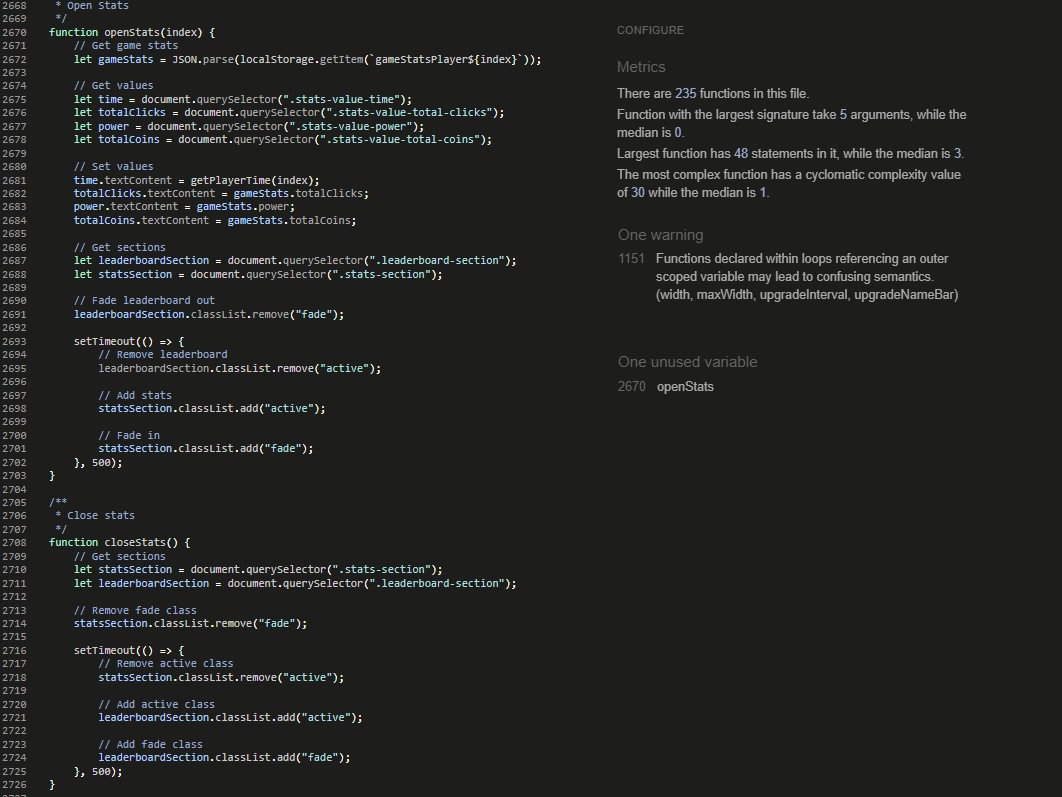 2668     * Open Stats
2669     */
2670    function openStats(index) {
2671        // Get game stats
2672        let gameStats = JSON.parse(localStorage.getItem(`gameStatsPlayer${index}`));
2673
2674        // Get values
2675        let time = document.querySelector(".stats-value-time");
2676        let totalClicks = document.querySelector(".stats-value-total-clicks");
2677        let power = document.querySelector(".stats-value-power");
2678        let totalCoins = document.querySelector(".stats-value-total-coins");
2679
2680        // Set values
2681        time.textContent = getPlayerTime(index);
2682        totalClicks.textContent = gameStats.totalClicks;
2683        power.textContent = gameStats.power;
2684        totalCoins.textContent = gameStats.totalCoins;
2685
2686        // Get sections
2687        let leaderboardSection = document.querySelector(".leaderboard-section");
2688        let statsSection = document.querySelector(".stats-section");
2689
2690        // Fade leaderboard out
2691        leaderboardSection.classList.remove("fade");
2692
2693        setTimeout(() => {
2694            // Remove leaderboard
2695            leaderboardSection.classList.remove("active");
2696
2697            // Add stats
2698            statsSection.classList.add("active");
2699
2700            // Fade in
2701            statsSection.classList.add("fade");
2702        }, 500);
2703    }
2704
2705    /**
2706     * Close stats
2707     */
2708    function closeStats() {
2709        // Get sections
2710        let statsSection = document.querySelector(".stats-section");
2711        let leaderboardSection = document.querySelector(".leaderboard-section");
2712
2713        // Remove fade class
2714        statsSection.classList.remove("fade");
2715
2716        setTimeout(() => {
2717            // Remove active class
2718            statsSection.classList.remove("active");
2719
2720            // Add active class
2721            leaderboardSection.classList.add("active");
2722
2723            // Add fade class
2724            leaderboardSection.classList.add("fade");
2725        }, 500);
2726    }
CONFIGURE
Metrics
There are 235 functions in this file.
Function with the largest signature take 5 arguments, while the
median is 0.
Largest function has 48 statements in it, while the median is 3.
The most complex function has a cyclomatic complexity value
of 30 while the median is 1.
One warning
1151 Functions declared within loops referencing an outer
scoped variable may lead to confusing semantics.
(width, maxWidth, upgradeInterval, upgradeNameBar)
One unused variable
2670 openStats